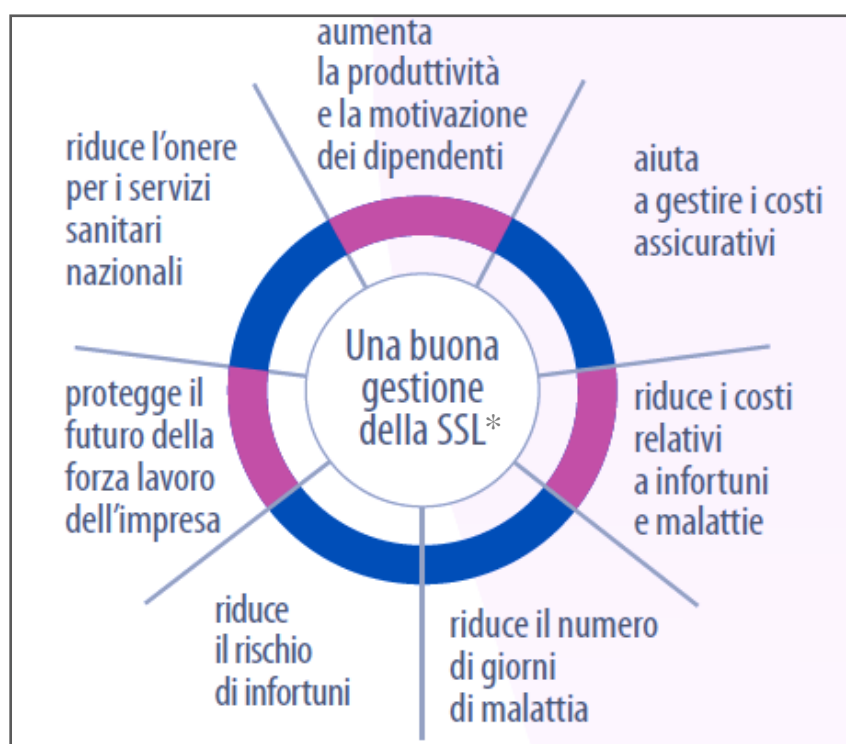 aumenta
la produttività
e la motivazione
dei dipendenti
aiuta
a gestire i costi
assicurativi
riduce i costi
relativi
a infortuni
e malattie
riduce il numero
di giorni
di malattia
riduce
il rischio
di infortuni
protegge il
futuro della
forza lavoro
dell'impresa
riduce l'onere
per i servizi
sanitari
nazionali
Una buona
gestione
della SSL*